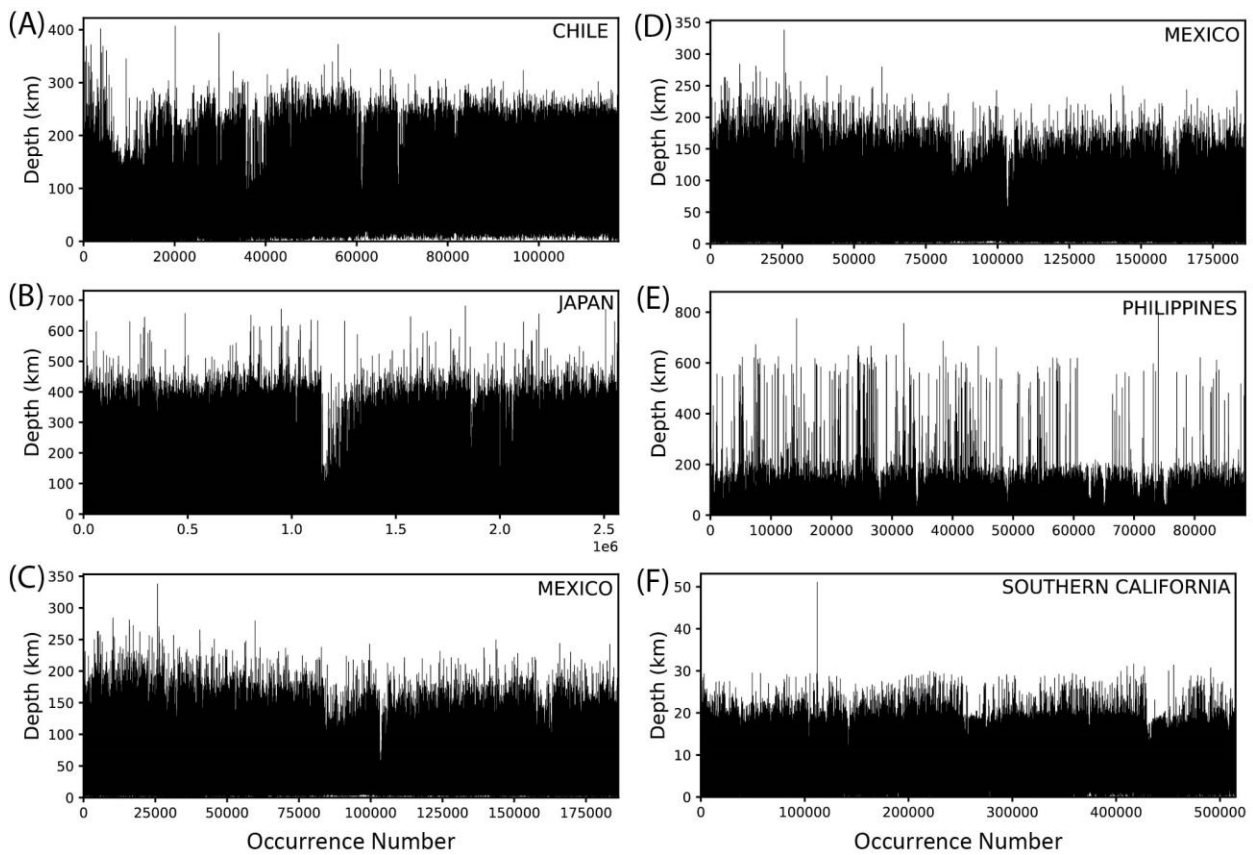 (A)
CHILE
Depth (km)
400
300
200
100
0
0 20000 40000 60000 80000 100000
(B)
JAPAN
Depth (km)
700
600
500
400
300
200
100
0
0.0 0.5 1.0 1.5 2.0 2.5
1e6
(C)
MEXICO
Depth (km)
350
300
250
200
150
100
50
0
0 25000 50000 75000 100000 125000 150000 175000
Occurrence Number
(D)
MEXICO
Depth (km)
350
300
250
200
150
100
50
0
0 25000 50000 75000 100000 125000 150000 175000
(E)
PHILIPPINES
Depth (km)
800
600
400
200
0
0 10000 20000 30000 40000 50000 60000 70000 80000
(F)
SOUTHERN CALIFORNIA
Depth (km)
50
40
30
20
10
0
0 100000 200000 300000 400000 500000
Occurrence Number